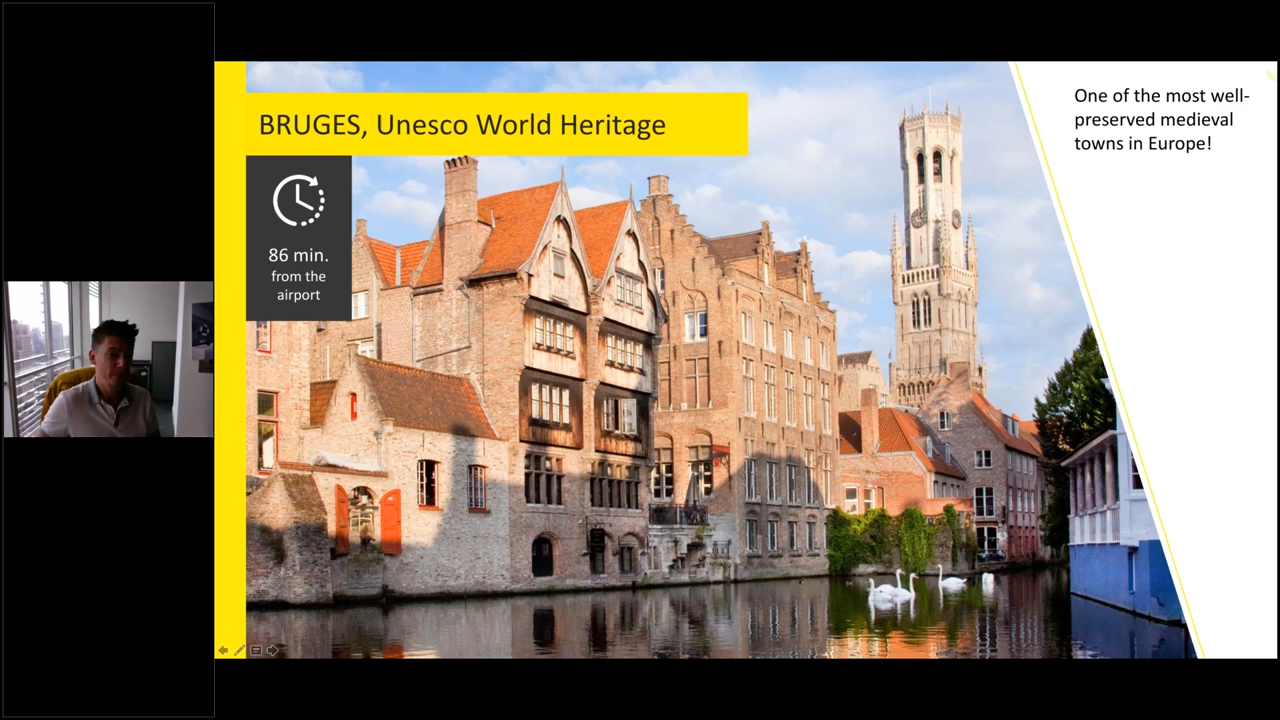 BRUGES, Unesco World Heritage
86 min.
from the
airport
One of the most well-
preserved medieval
towns in Europe!